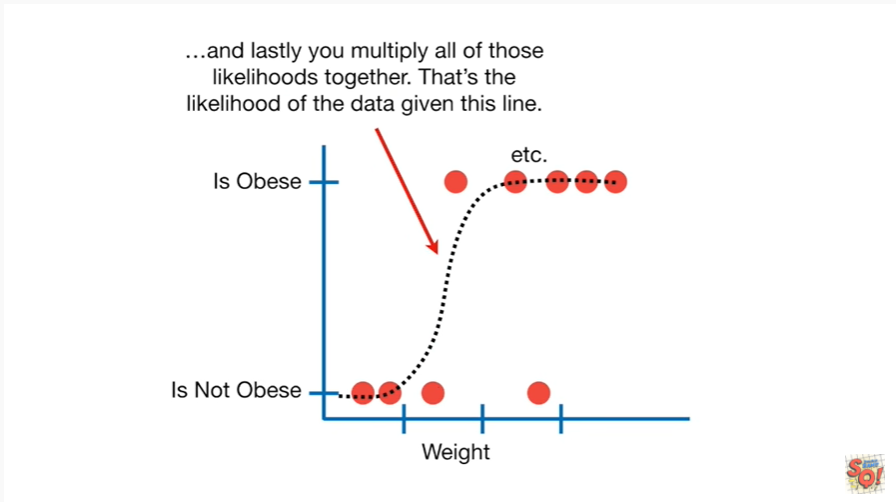 ...and lastly you multiply all of those
likelihoods together. That's the
likelihood of the data given this line.
etc.
Is Obese
Is Not Obese
Weight
SQ!